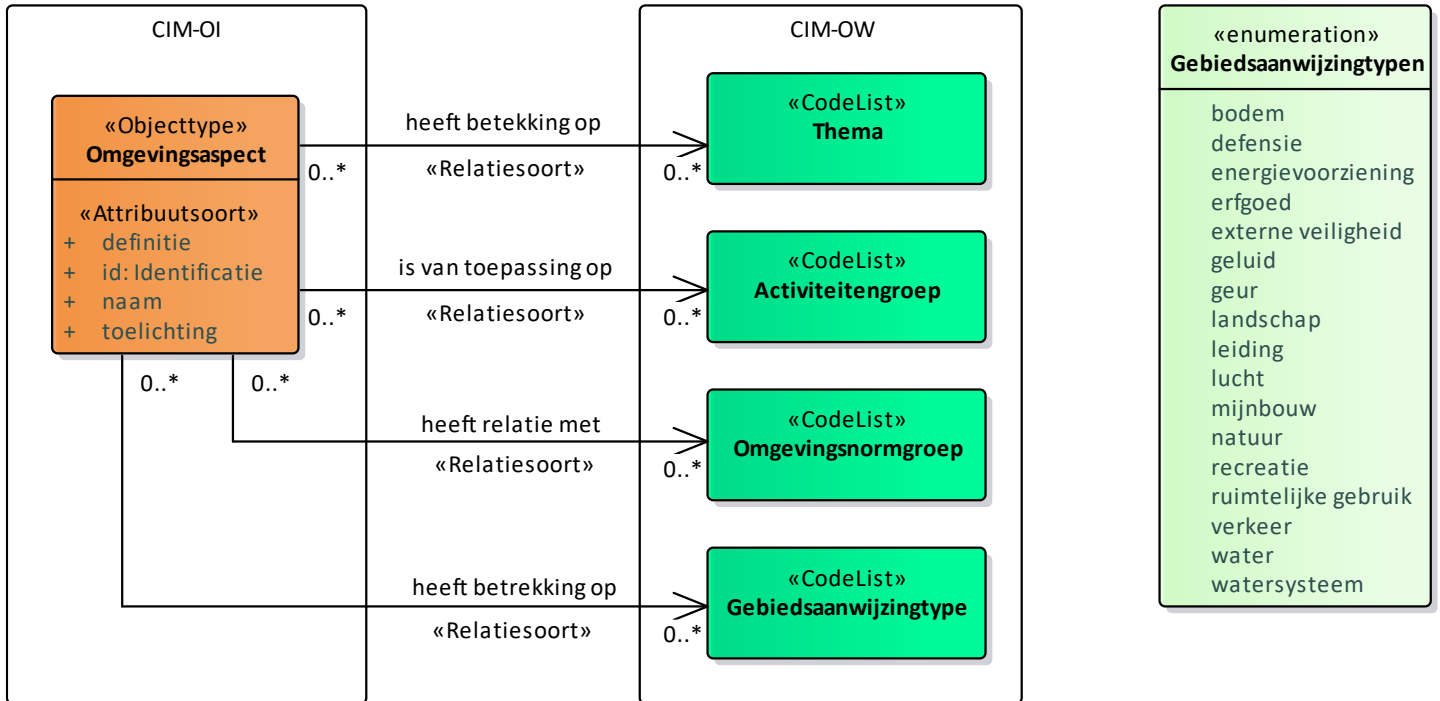 CIM-OI
«Objecttype»
Omgevingsaspect
«Attribuutsoort»
+ definitie
+ id: Identificatie
+ naam
+ toelichting
heeft betekking op
0..*
«Relatiesoort»
0..*
is van toepassing op
0..*
«Relatiesoort»
0..*
0..*
0..*
heeft relatie met
«Relatiesoort»
0..*
heeft betrekking op
«Relatiesoort»
0..*
CIM-OW
«CodeList»
Thema
«CodeList»
Activiteitengroep
«CodeList»
Omgevingsnormgroep
«CodeList»
Gebiedsaanwijzingtype
«enumeration»
Gebiedsaanwijzingtypen
bodem
defensie
energievoorziening
erfgoed
externe veiligheid
geluid
geur
landschap
leiding
lucht
mijnbouw
natuur
recreatie
ruimtelijke gebruik
verkeer
water
watersysteem